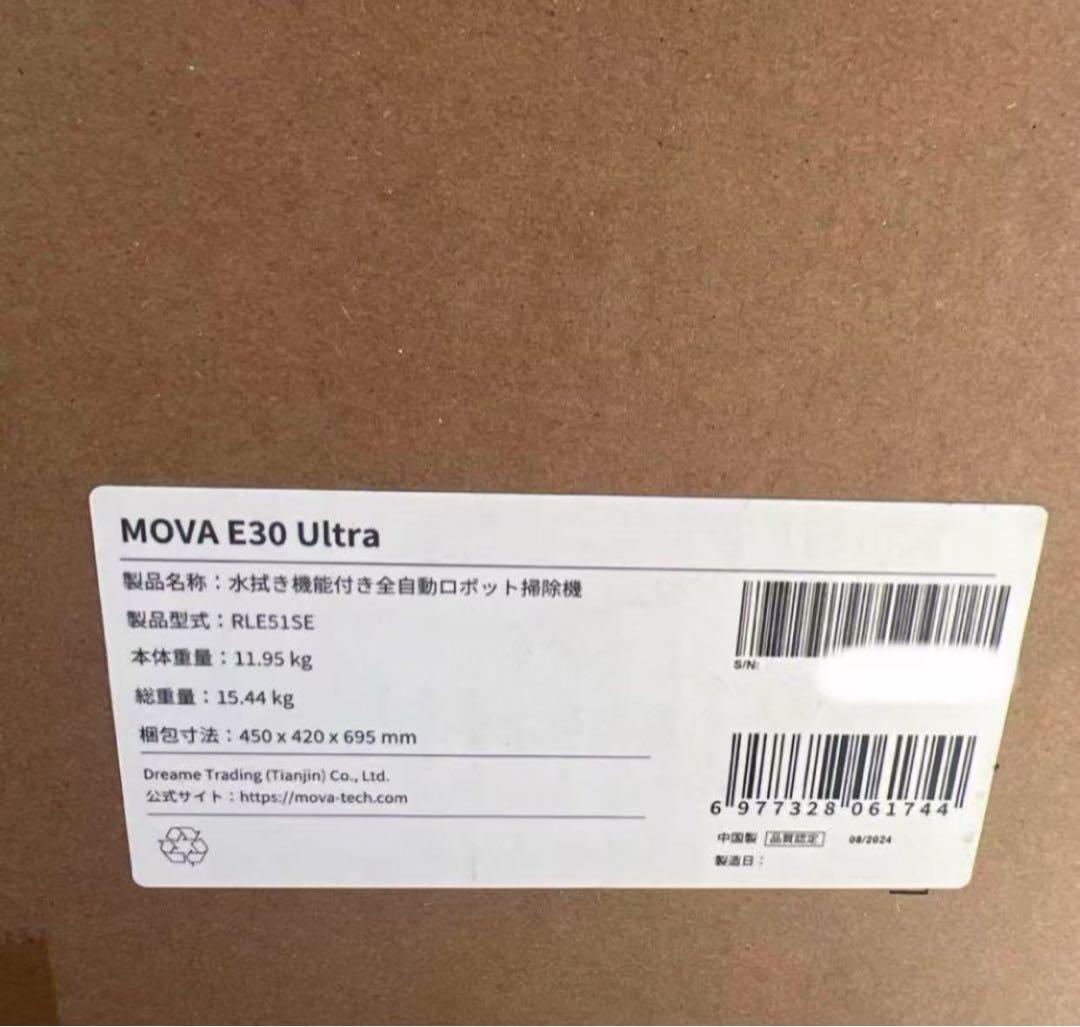 MOVA E30 Ultra
製品名称：水拭き機能付き全自動ロボット掃除機
製品型式：RLE51SE
本体重量：11.95 kg
総重量：15.44 kg
梱包寸法：450 x 420 x 695 mm
Dreame Trading (Tianjin) Co., Ltd.
公式サイト：https://mova-tech.com
S/N:
6 977328 061744
中国製 品質認定 08/2024
製造日：